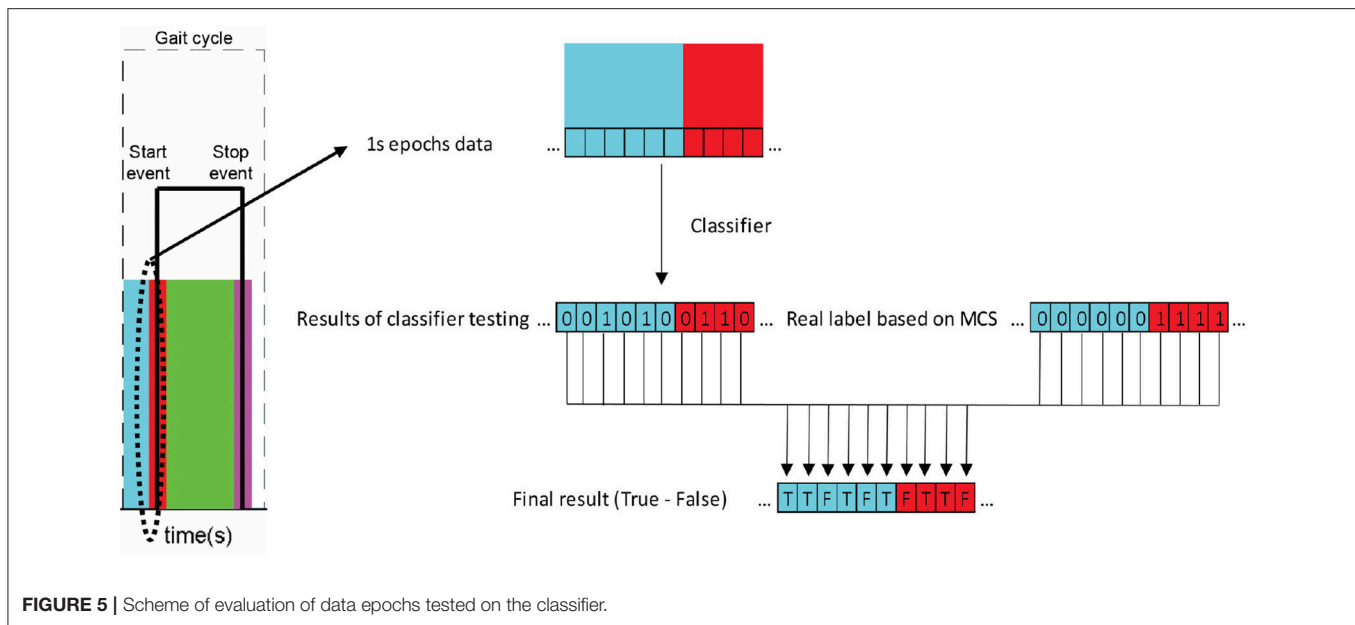 Gait cycle
Start event
Stop event
time(s)
1s epochs data
... ...
Classifier
Results of classifier testing ... 0 0 1 0 1 0 0 1 1 0 ... Real label based on MCS ... 0 0 0 0 0 0 1 1 1 1 ...
Final result (True - False) ... T T F T F T F T T F ...
FIGURE 5 | Scheme of evaluation of data epochs tested on the classifier.